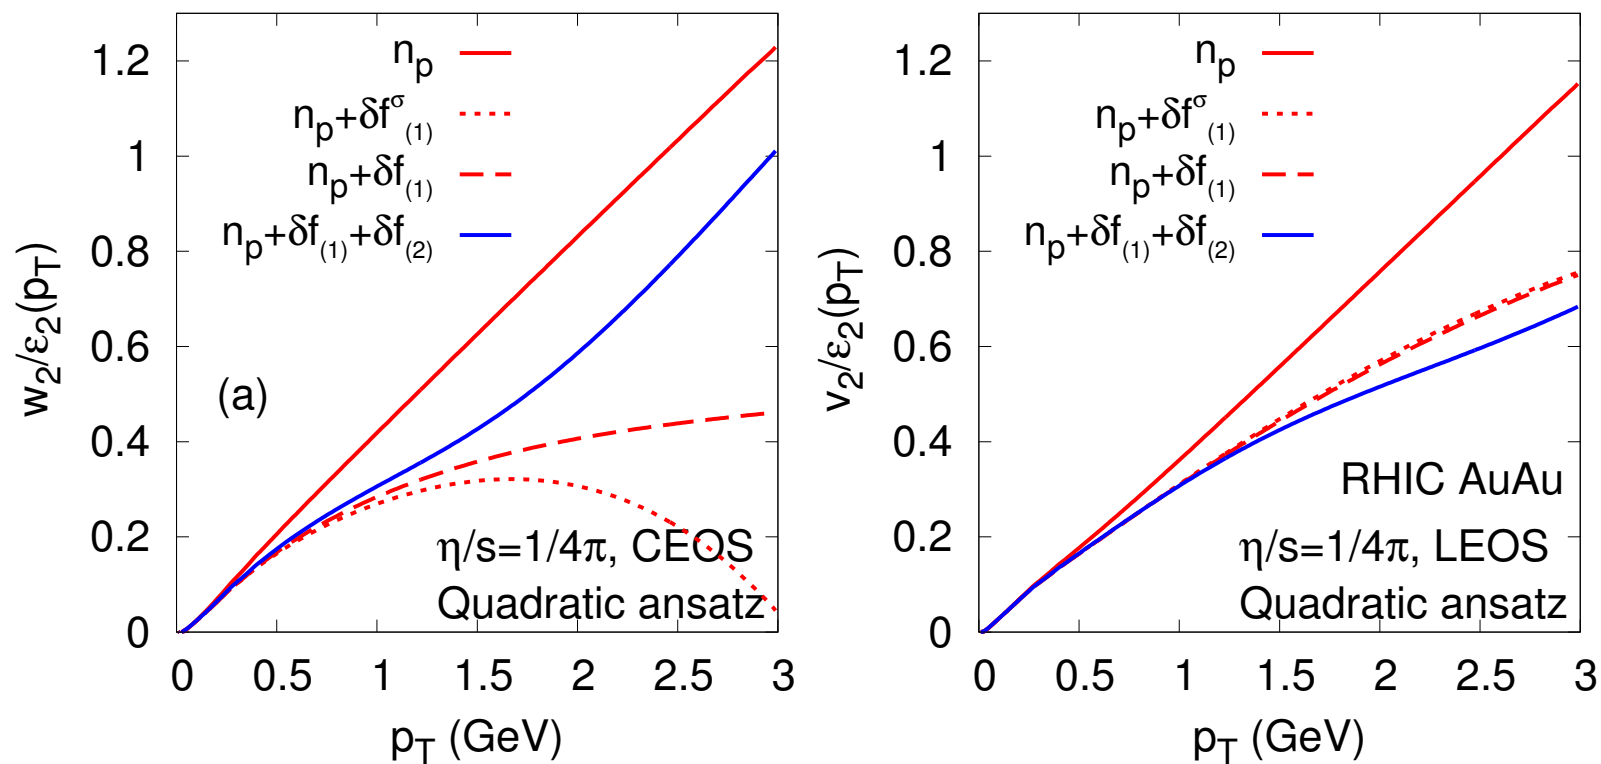 w₂/ε₂(p_T)
1.2
1
0.8
0.6
0.4
0.2
0
n_p
n_p+δf^σ_(1)
n_p+δf_(1)
n_p+δf_(1)+δf_(2)
(a)
η/s=1/4π, CEOS
Quadratic ansatz
0 0.5 1 1.5 2 2.5 3
p_T (GeV)
v₂/ε₂(p_T)
1.2
1
0.8
0.6
0.4
0.2
0
n_p
n_p+δf^σ_(1)
n_p+δf_(1)
n_p+δf_(1)+δf_(2)
RHIC AuAu
η/s=1/4π, LEOS
Quadratic ansatz
0 0.5 1 1.5 2 2.5 3
p_T (GeV)